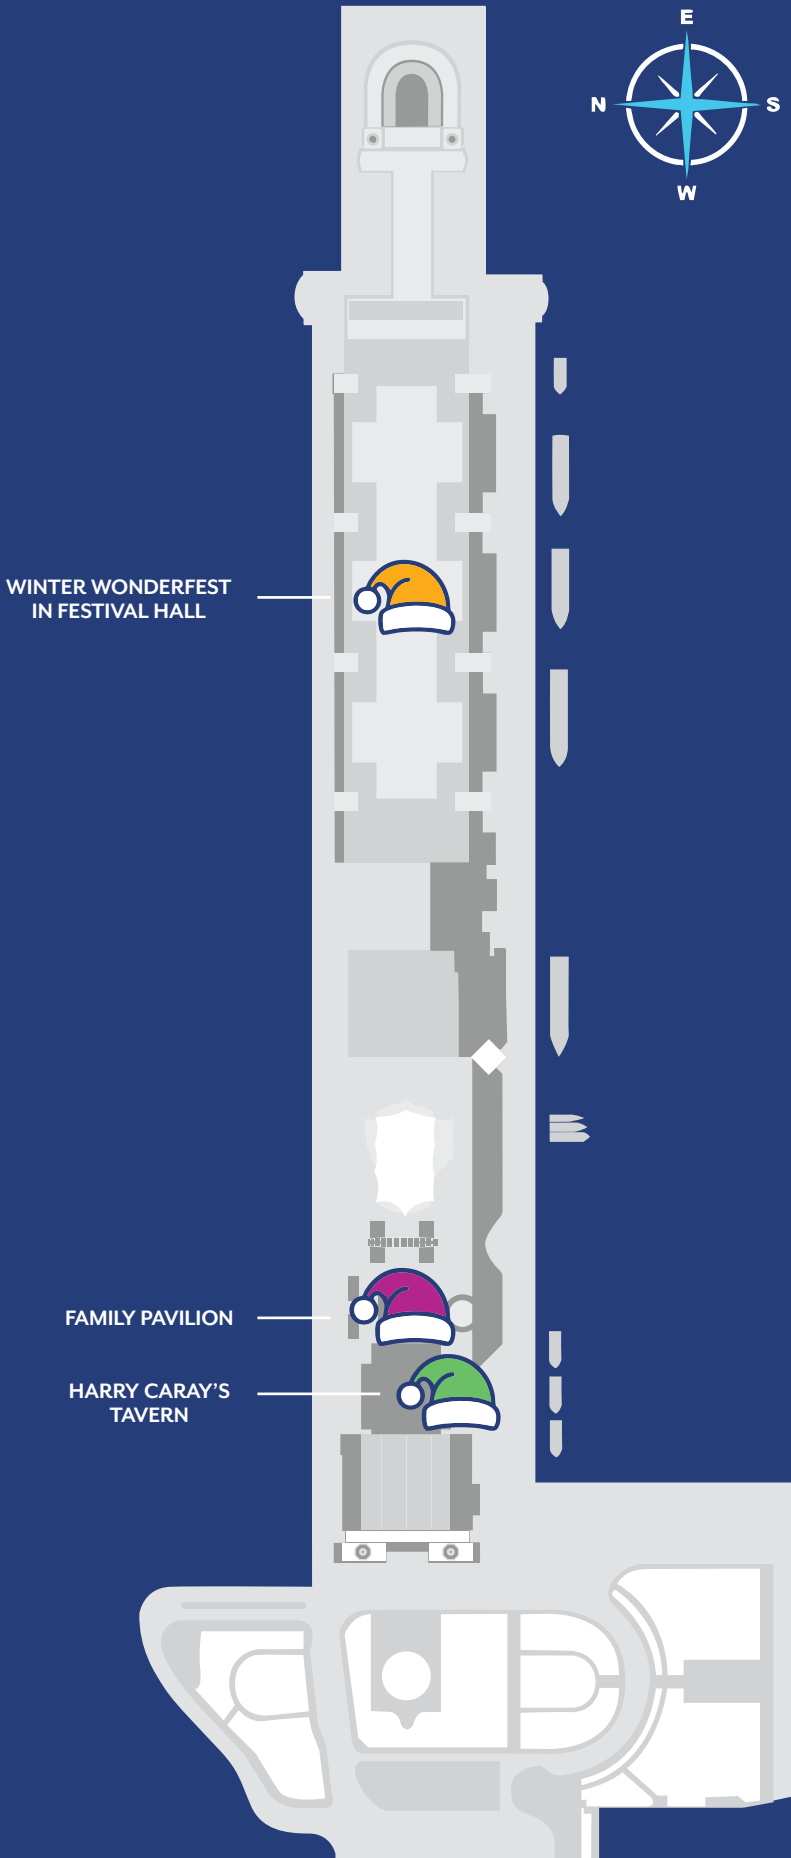 E
N
S
W
WINTER WONDERFEST
IN FESTIVAL HALL
FAMILY PAVILION
HARRY CARAY'S
TAVERN